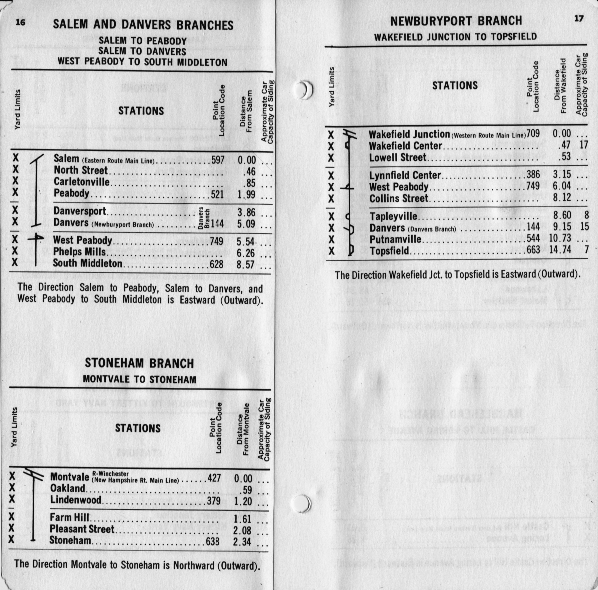 16 SALEM AND DANVERS BRANCHES
SALEM TO PEABODY
SALEM TO DANVERS
WEST PEABODY TO SOUTH MIDDLETON
Yard Limits STATIONS Point Location Code Distance From Salem Approximate Car Capacity of Siding
X Salem (Eastern Route Main Line) 597 0.00 ...
X North Street .46 ...
X Carletonville .85 ...
X Peabody 521 1.99 ...
X Danversport 3.86 ...
X Danvers (Newburyport Branch) Danvers Branch 144 5.09 ...
X West Peabody 749 5.54 ...
X Phelps Mills 6.26 ...
X South Middleton 628 8.57 ...
The Direction Salem to Peabody, Salem to Danvers, and
West Peabody to South Middleton is Eastward (Outward).
STONEHAM BRANCH
MONTVALE TO STONEHAM
Yard Limits STATIONS Point Location Code Distance From Montvale Approximate Car Capacity of Siding
X Montvale R-Winchester (New Hampshire Rt. Main Line) 427 0.00 ...
X Oakland .59 ...
X Lindenwood 379 1.20 ...
X Farm Hill 1.61 ...
X Pleasant Street 2.08 ...
X Stoneham 638 2.34 ...
The Direction Montvale to Stoneham is Northward (Outward).
NEWBURYPORT BRANCH 17
WAKEFIELD JUNCTION TO TOPSFIELD
Yard Limits STATIONS Point Location Code Distance From Wakefield Approximate Car Capacity of Siding
X Wakefield Junction (Western Route Main Line) 709 0.00 ...
X Wakefield Center .47 17
X Lowell Street .53 ...
X Lynnfield Center 386 3.15 ...
X West Peabody 749 6.04 ...
X Collins Street 8.12 ...
X Tapleyville 8.60 8
X Danvers (Danvers Branch) 144 9.15 15
X Putnamville 544 10.73 ...
X Topsfield 663 14.74 7
The Direction Wakefield Jct. to Topsfield is Eastward (Outward).